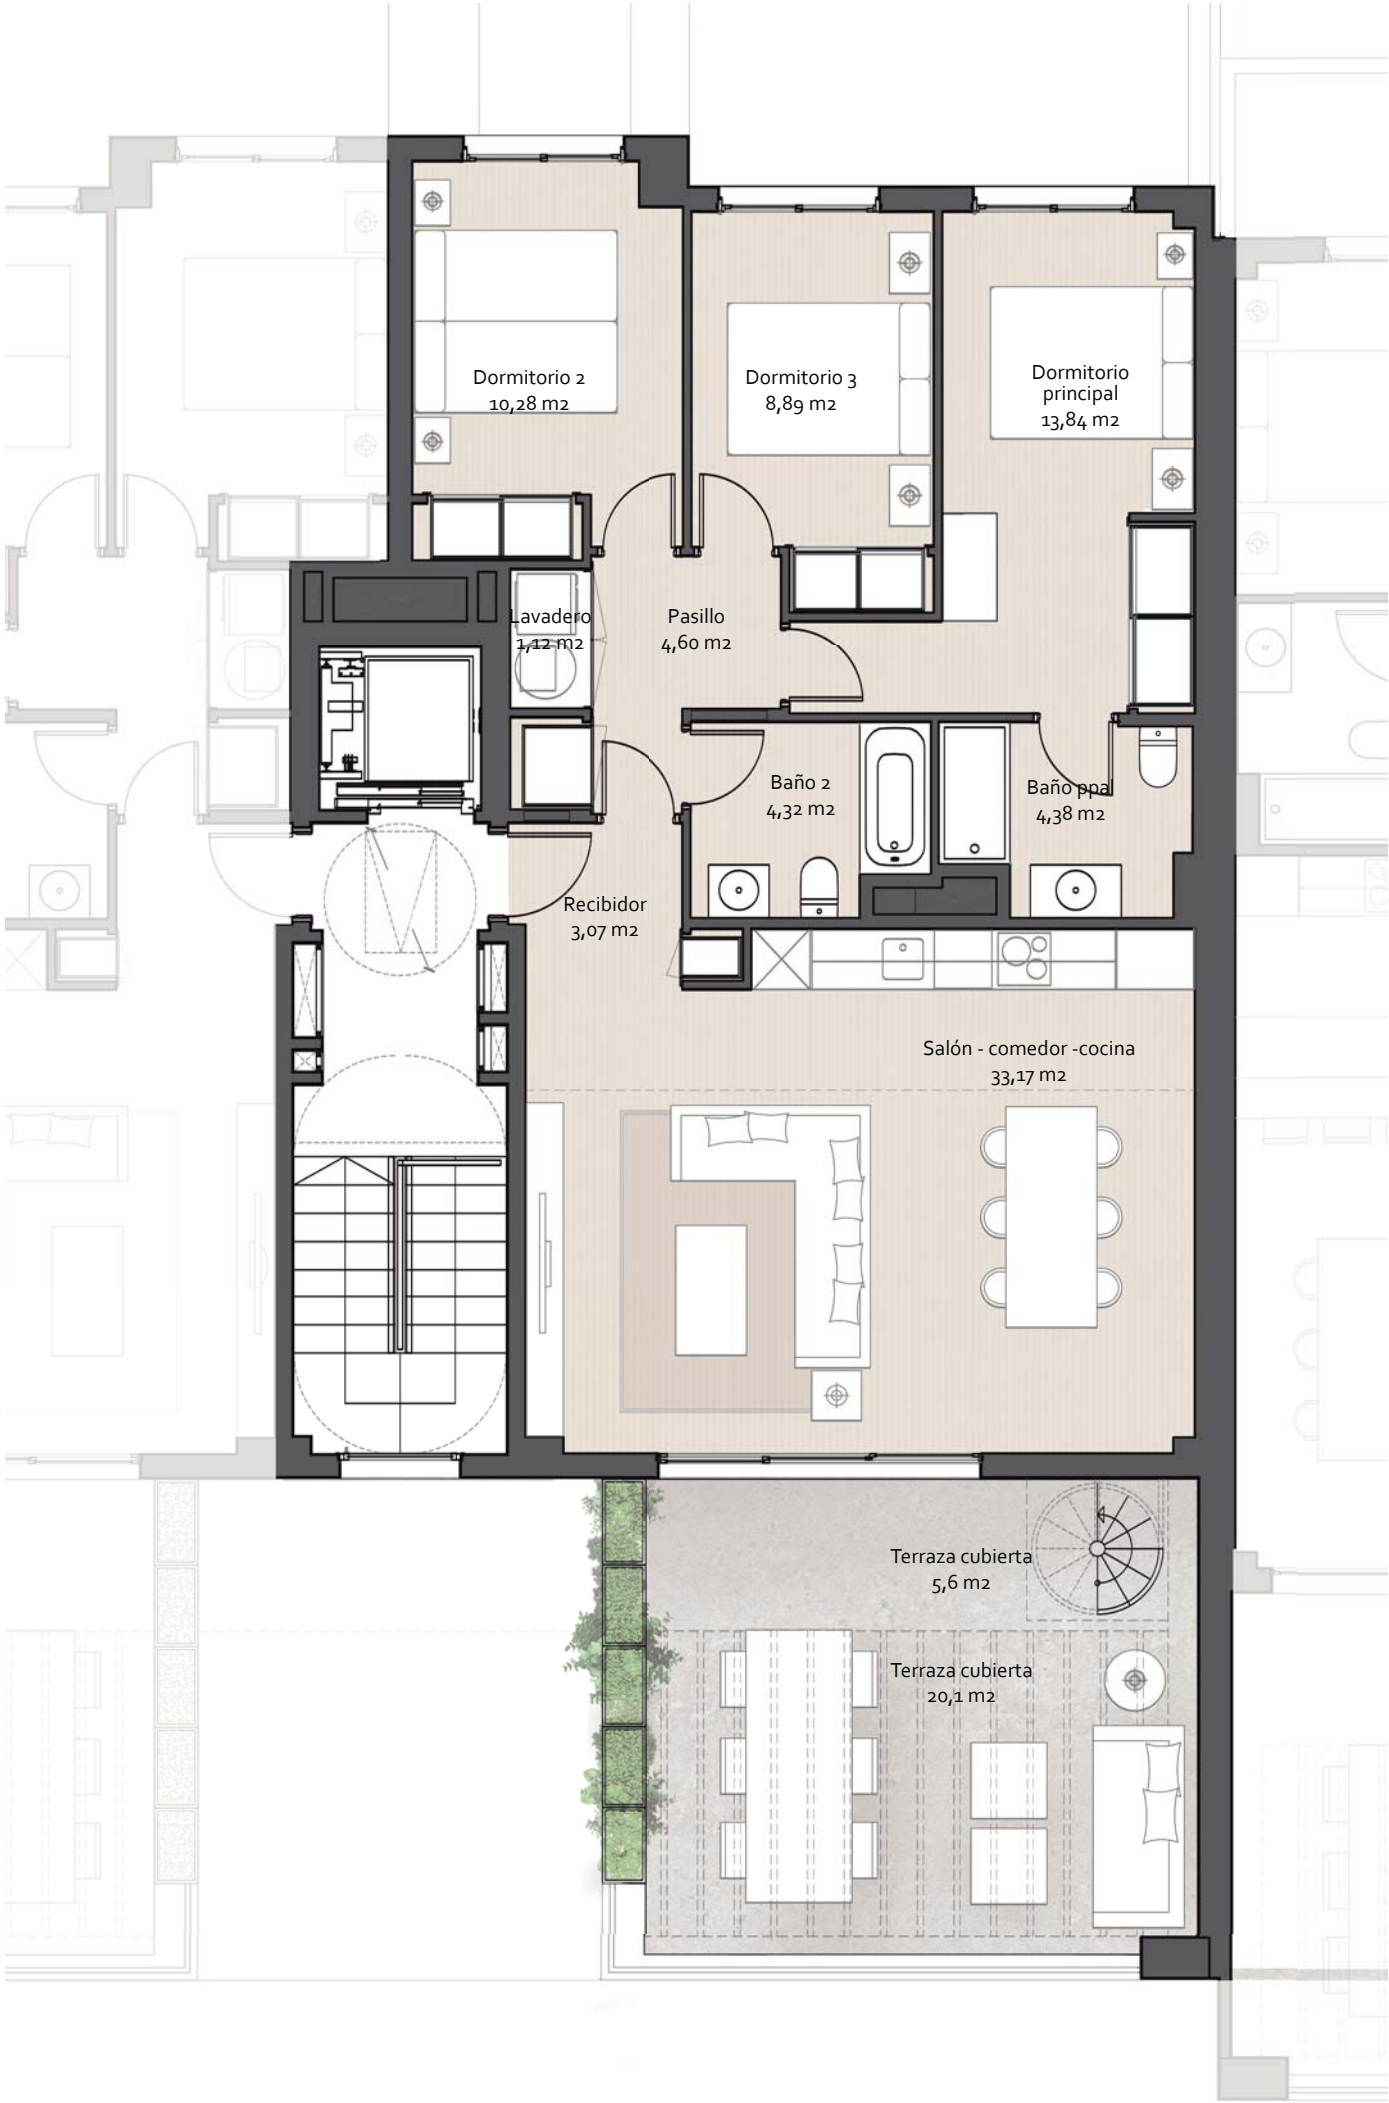 Dormitorio 2
10,28 m2
Dormitorio 3
8,89 m2
Dormitorio
principal
13,84 m2
Lavadero
1,12 m2
Pasillo
4,60 m2
Baño 2
4,32 m2
Baño ppal
4,38 m2
Recibidor
3,07 m2
Salón - comedor -cocina
33,17 m2
Terraza cubierta
5,6 m2
Terraza cubierta
20,1 m2